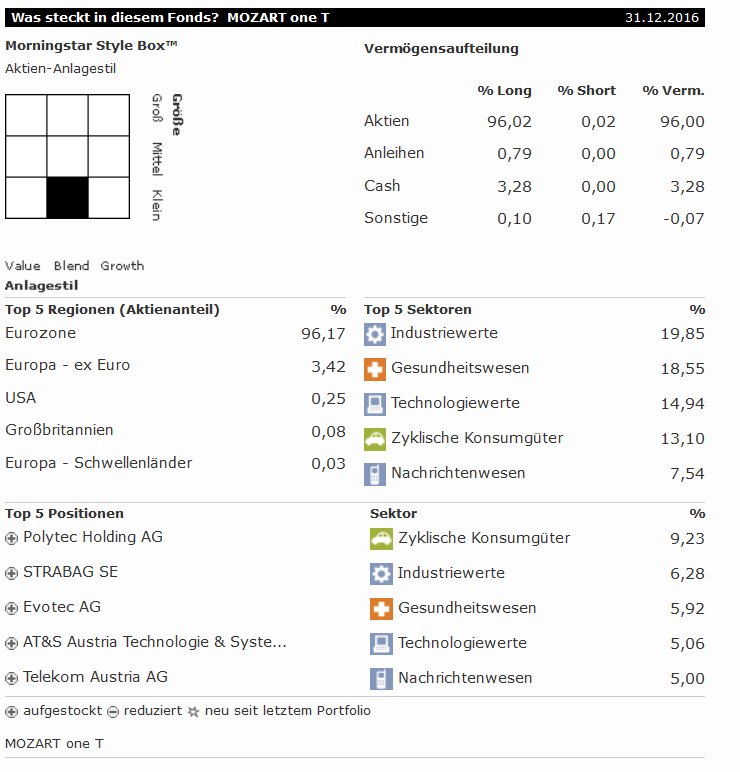 Was steckt in diesem Fonds? MOZART one T 31.12.2016
Morningstar Style Box™
Aktien-Anlagestil
Größe
Groß Mittel Klein
Value Blend Growth
Anlagestil
Vermögensaufteilung
% Long % Short % Verm.
Aktien 96,02 0,02 96,00
Anleihen 0,79 0,00 0,79
Cash 3,28 0,00 3,28
Sonstige 0,10 0,17 -0,07
Top 5 Regionen (Aktienanteil) %
Eurozone 96,17
Europa - ex Euro 3,42
USA 0,25
Großbritannien 0,08
Europa - Schwellenländer 0,03
Top 5 Sektoren %
Industriewerte 19,85
Gesundheitswesen 18,55
Technologiewerte 14,94
Zyklische Konsumgüter 13,10
Nachrichtenwesen 7,54
Top 5 Positionen Sektor %
Polytec Holding AG Zyklische Konsumgüter 9,23
STRABAG SE Industriewerte 6,28
Evotec AG Gesundheitswesen 5,92
AT&S Austria Technologie & Syste... Technologiewerte 5,06
Telekom Austria AG Nachrichtenwesen 5,00
aufgestockt reduziert neu seit letztem Portfolio
MOZART one T